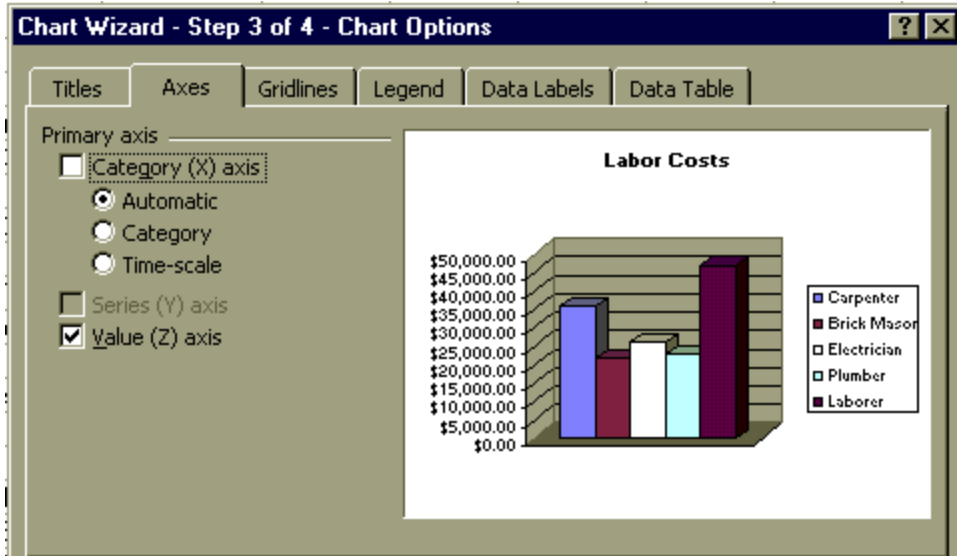 Chart Wizard - Step 3 of 4 - Chart Options
Titles Axes Gridlines Legend Data Labels Data Table
Primary axis
Category (X) axis
Automatic
Category
Time-scale
Series (Y) axis
Value (Z) axis
Labor Costs
$50,000.00
$45,000.00
$40,000.00
$35,000.00
$30,000.00
$25,000.00
$20,000.00
$15,000.00
$10,000.00
$5,000.00
$0.00
Carpenter
Brick Mason
Electrician
Plumber
Laborer